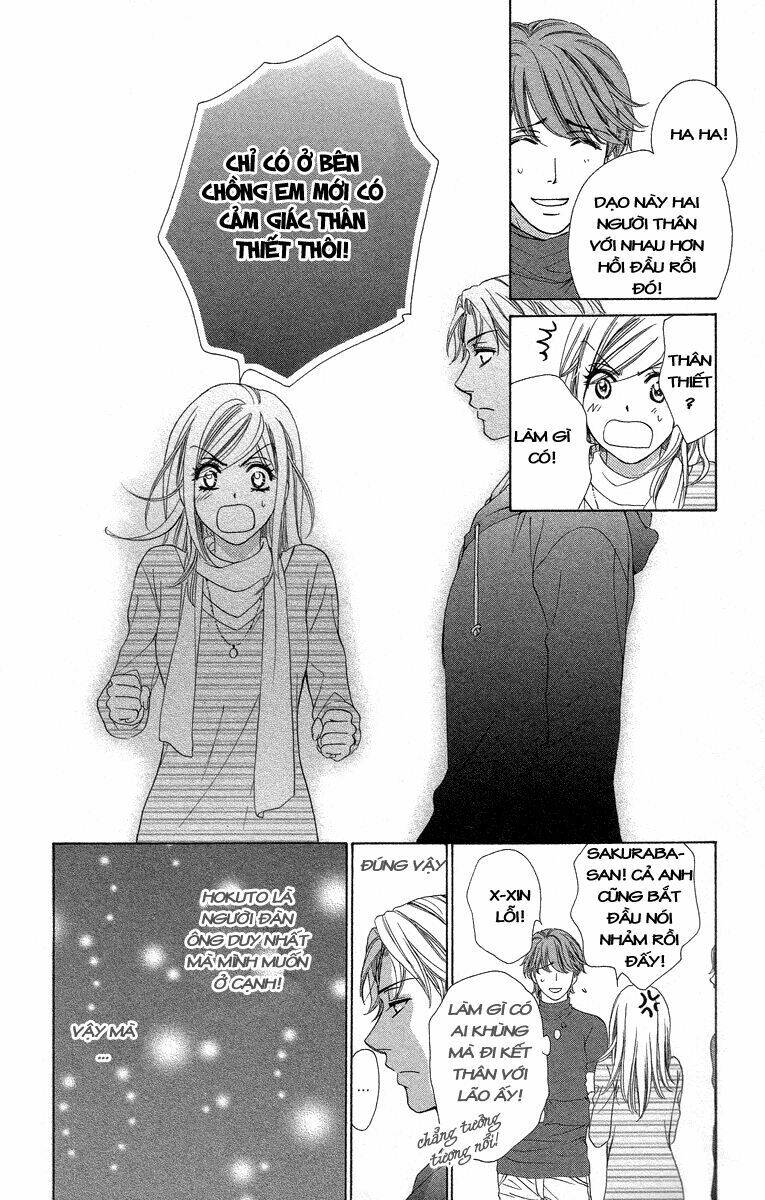 HA HA!
DẠO NÀY HAI
NGƯỜI THÂN
VỚI NHAU HƠN
HỒI ĐẦU RỒI
ĐÓ!
THÂN
THIẾT
?
LÀM GÌ
CÓ!
CHỈ CÓ Ở BÊN
CHỒNG EM MỚI CÓ
CẢM GIÁC THÂN
THIẾT THÔI!
SAKURABA-
SAN! CẢ ANH
CŨNG BẮT
ĐẦU NÓI
NHẢM RỒI
ĐẤY!
X-XIN
LỖI!
LÀM GÌ CÓ
AI KHÙNG
MÀ ĐI KẾT
THÂN VỚI
LÃO ẤY!
chẳng tưởng
tượng nổi!
ĐÚNG VẬY
...
HOKUTO LÀ
NGƯỜI ĐÀN
ÔNG DUY NHẤT
MÀ MÌNH MUỐN
Ở CẠNH!
VẬY MÀ
...